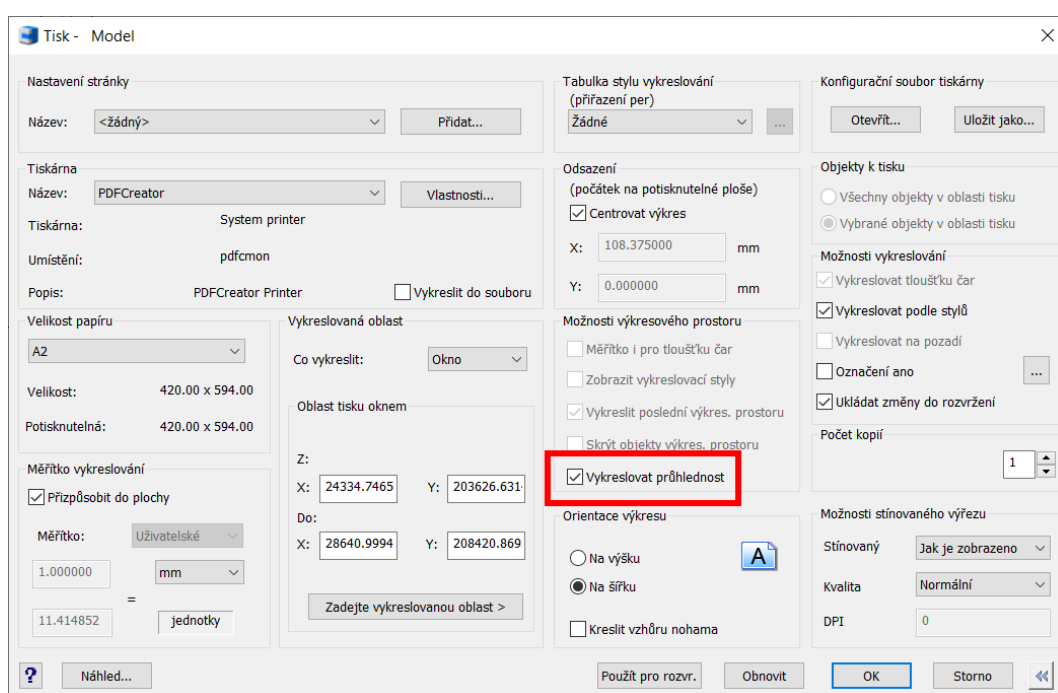 Tisk - Model
Nastavení stránky
Název:
<žádný>
Přidat...
Tiskárna
Název:
PDFCreator
Vlastnosti...
Tiskárna:
System printer
Umístění:
pdfcmon
Popis:
PDFCreator Printer
Vykreslit do souboru
Velikost papíru
A2
Velikost:
420.00 x 594.00
Potisknutelná:
420.00 x 594.00
Měřítko vykreslování
Přizpůsobit do plochy
Měřítko:
Uživatelské
1.000000
mm
=
11.414852
jednotky
Vykreslovaná oblast
Co vykreslit:
Okno
Oblast tisku oknem
Z:
X:
24334.7465
Y:
203626.631
Do:
X:
28640.9994
Y:
208420.869
Zadejte vykreslovanou oblast >
Tabulka stylu vykreslování
(přiřazení per)
Žádné
...
Odsazení
(počátek na potisknutelné ploše)
Centrovat výkres
X:
108.375000
mm
Y:
0.000000
mm
Možnosti výkresového prostoru
Měřítko i pro tloušťku čar
Zobrazit vykreslovací styly
Vykreslit poslední výkres. prostoru
Skrýt objekty výkres. prostoru
Vykreslovat průhlednost
Orientace výkresu
Na výšku
Na šířku
A
Kreslit vzhůru nohama
Konfigurační soubor tiskárny
Otevřít...
Uložit jako...
Objekty k tisku
Všechny objekty v oblasti tisku
Vybrané objekty v oblasti tisku
Možnosti vykreslování
Vykreslovat tloušťku čar
Vykreslovat podle stylů
Vykreslovat na pozadí
Označení ano
...
Ukládat změny do rozvržení
Počet kopií
1
Možnosti stínovaného výřezu
Stínovaný
Jak je zobrazeno
Kvalita
Normální
DPI
0
?
Náhled...
Použít pro rozvr.
Obnovit
OK
Storno